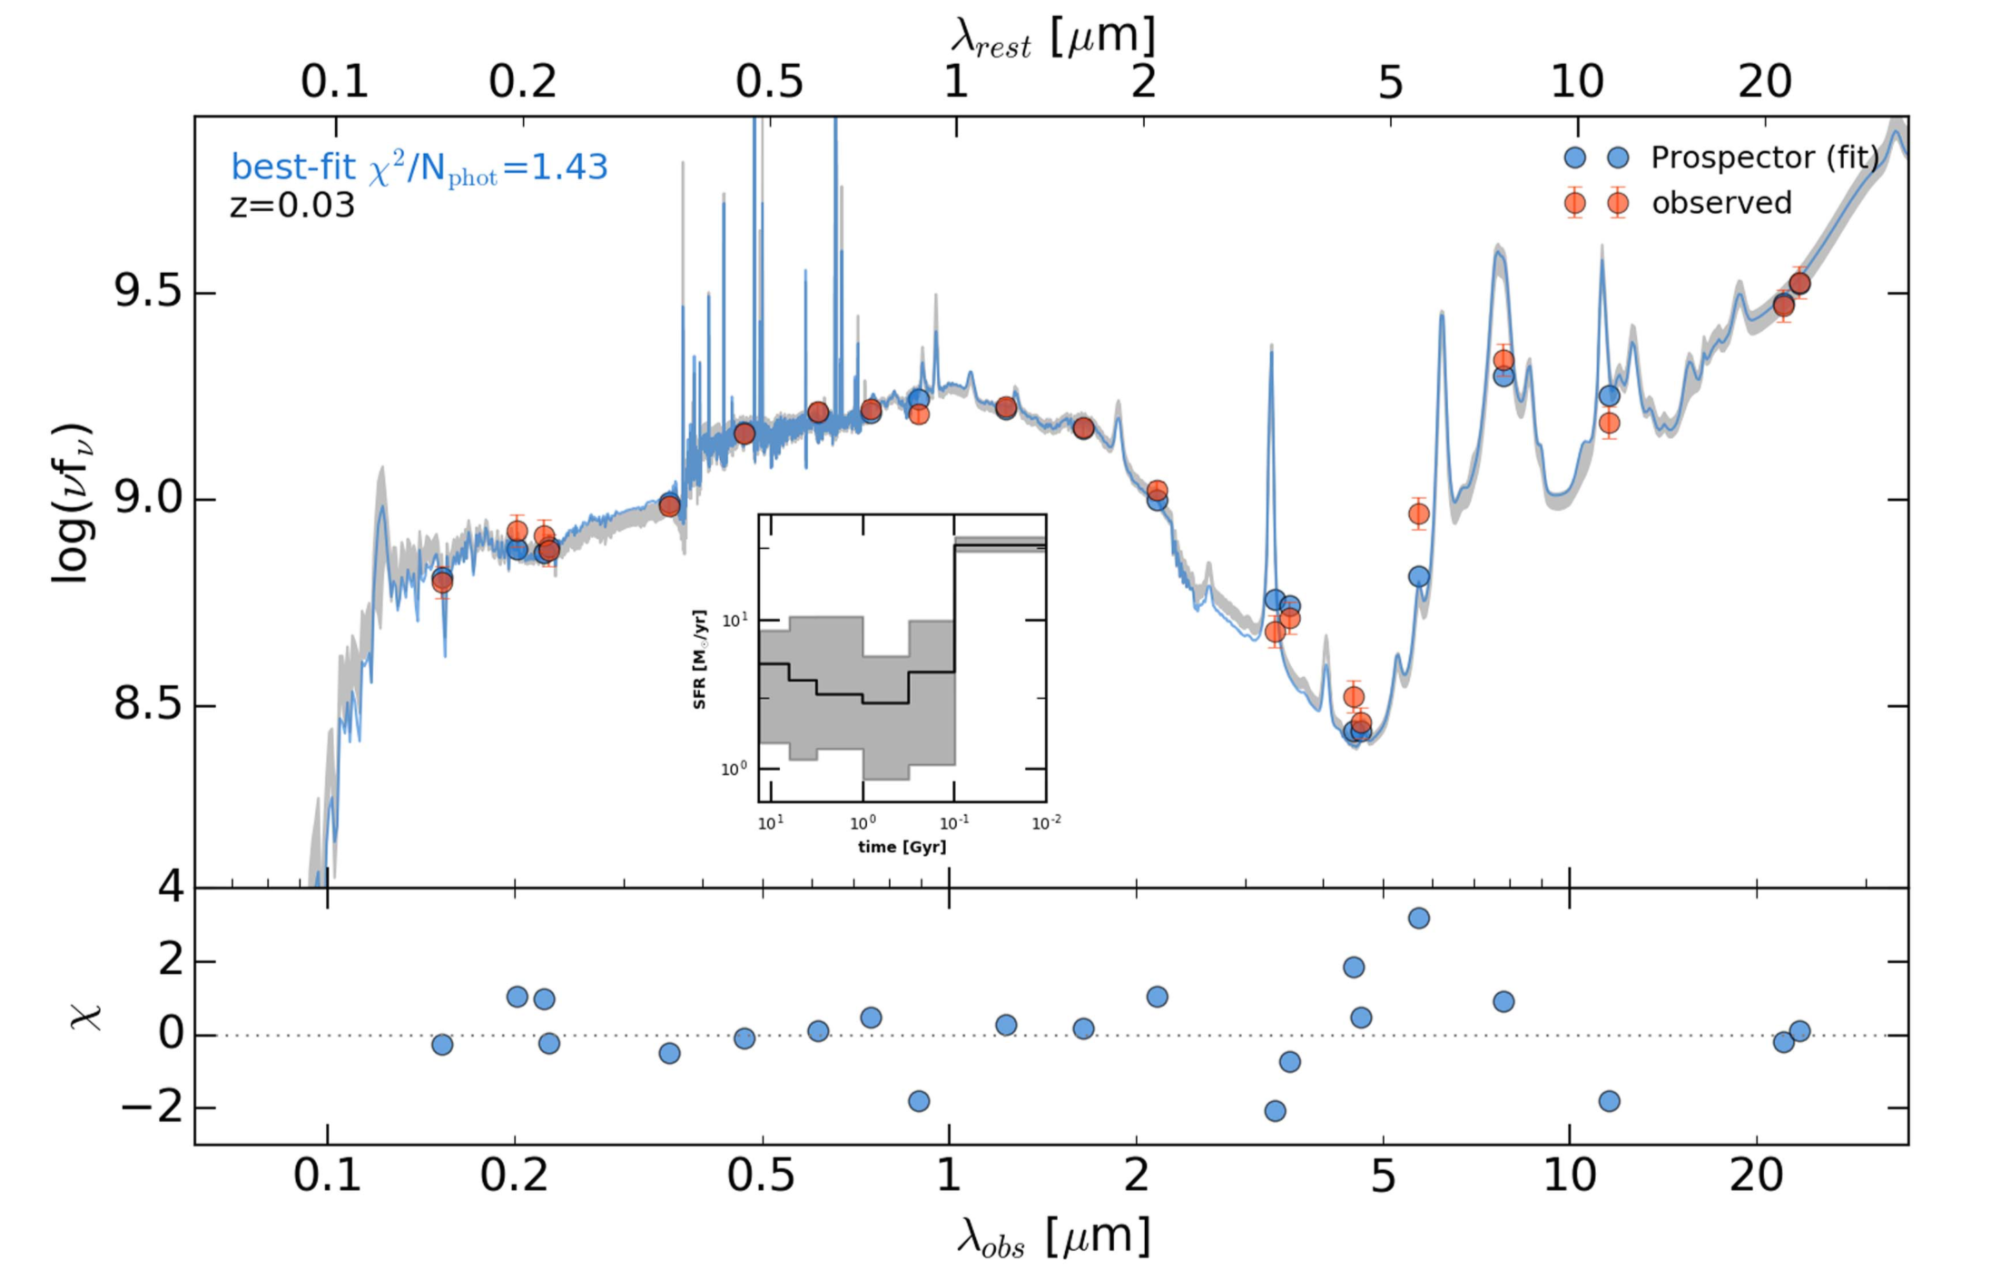 λrest [μm]
0.1 0.2 0.5 1 2 5 10 20
best-fit χ²/Nphot=1.43
z=0.03
Prospector (fit)
observed
log(νfν)
9.5
9.0
8.5
SFR [M☉/yr]
10¹
10⁰
10¹ 10⁰ 10⁻¹ 10⁻²
time [Gyr]
χ
4
2
0
−2
0.1 0.2 0.5 1 2 5 10 20
λobs [μm]